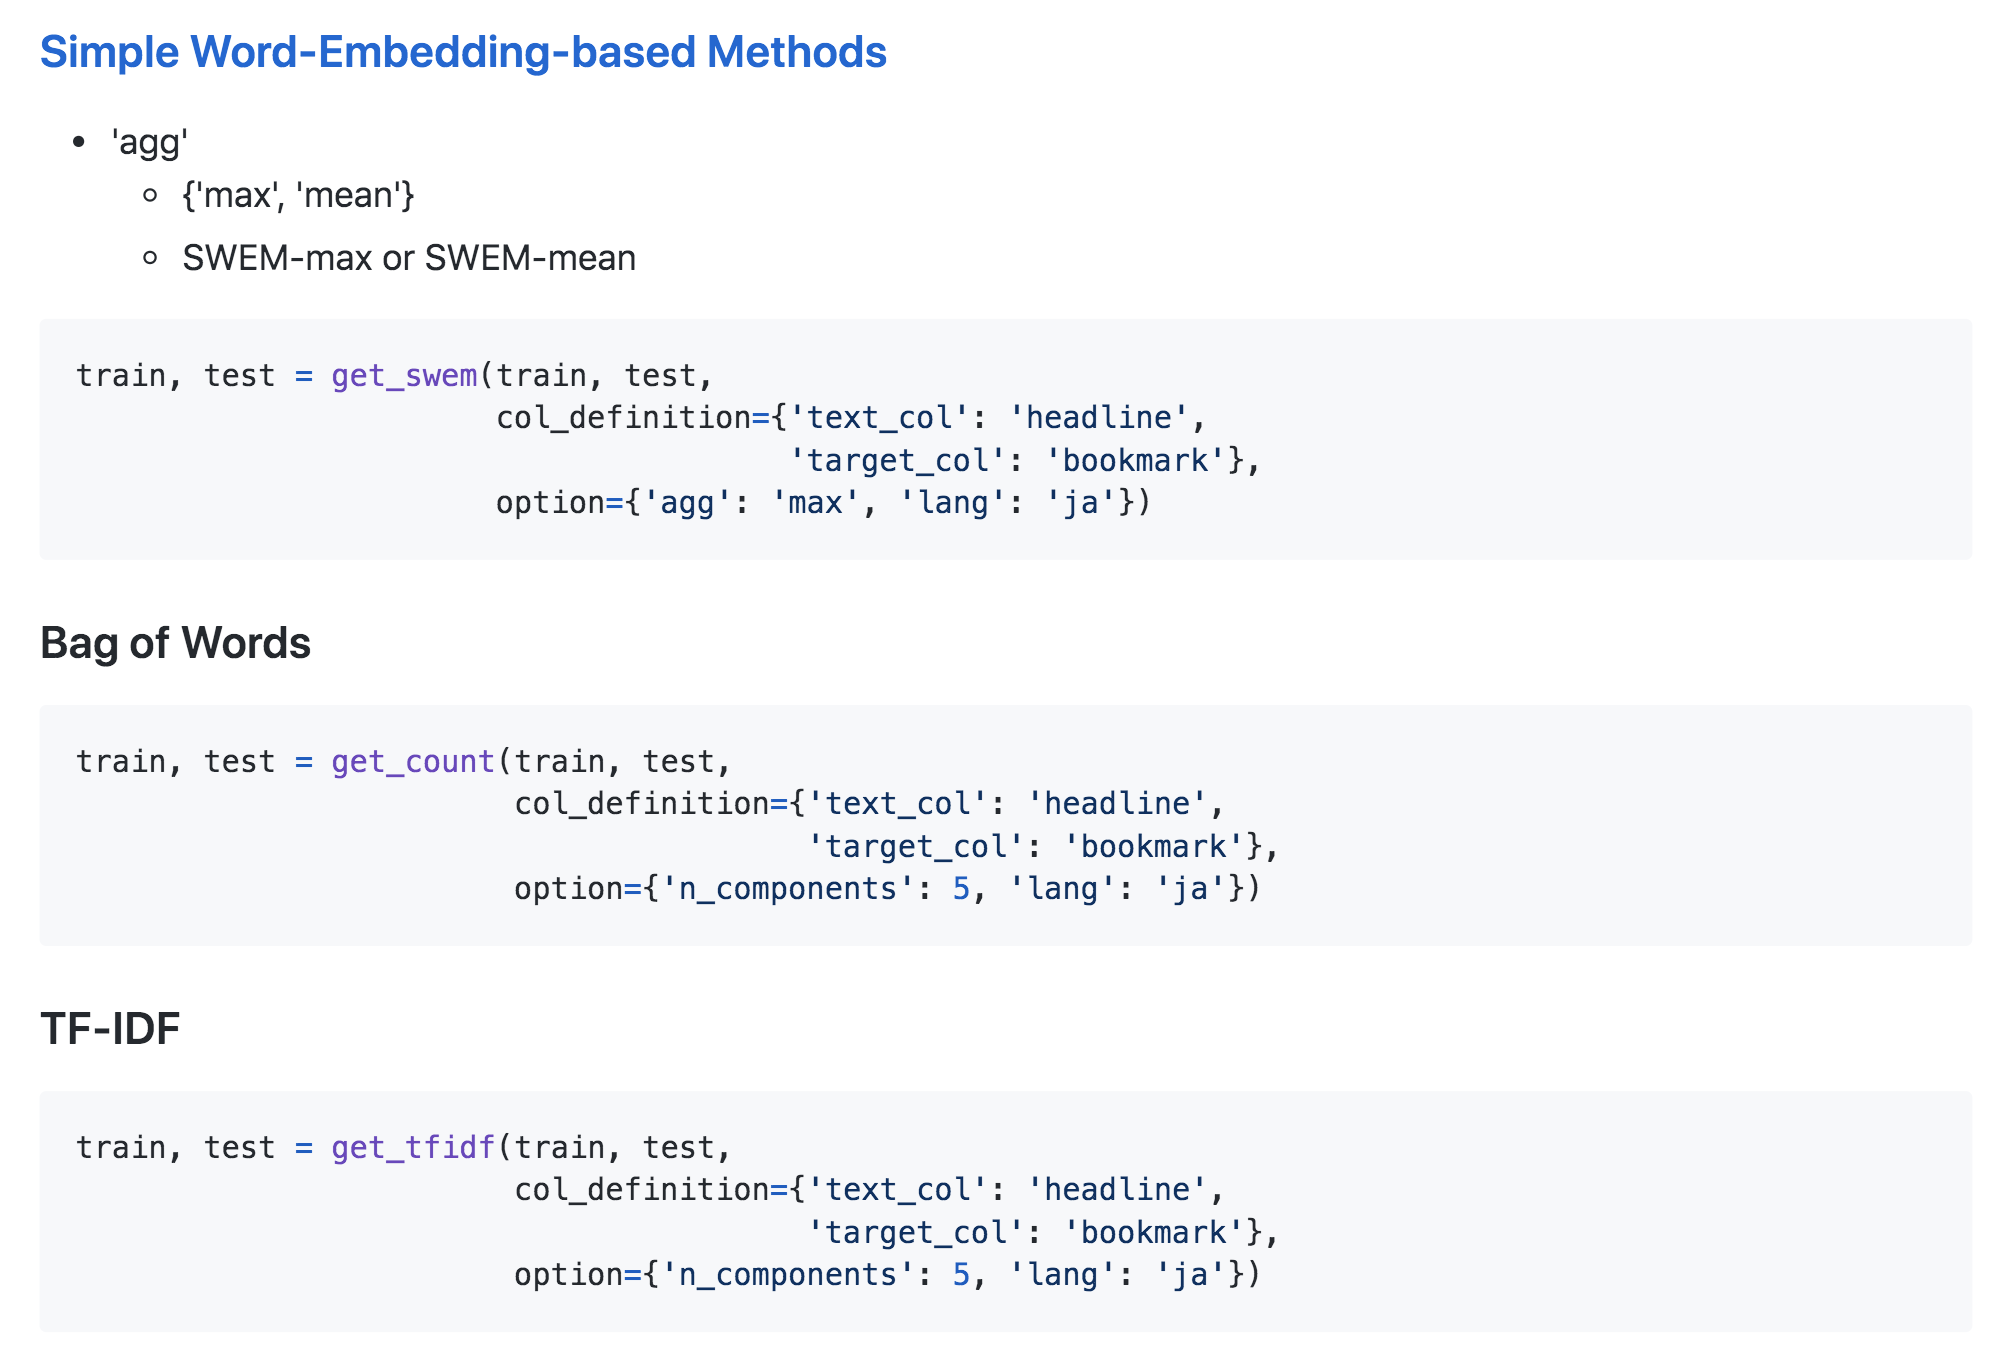 Simple Word-Embedding-based Methods
• 'agg'
◦ {'max', 'mean'}
◦ SWEM-max or SWEM-mean
train, test = get_swem(train, test,
                       col_definition={'text_col': 'headline',
                                       'target_col': 'bookmark'},
                       option={'agg': 'max', 'lang': 'ja'})
Bag of Words
train, test = get_count(train, test,
                        col_definition={'text_col': 'headline',
                                        'target_col': 'bookmark'},
                        option={'n_components': 5, 'lang': 'ja'})
TF-IDF
train, test = get_tfidf(train, test,
                        col_definition={'text_col': 'headline',
                                        'target_col': 'bookmark'},
                        option={'n_components': 5, 'lang': 'ja'})